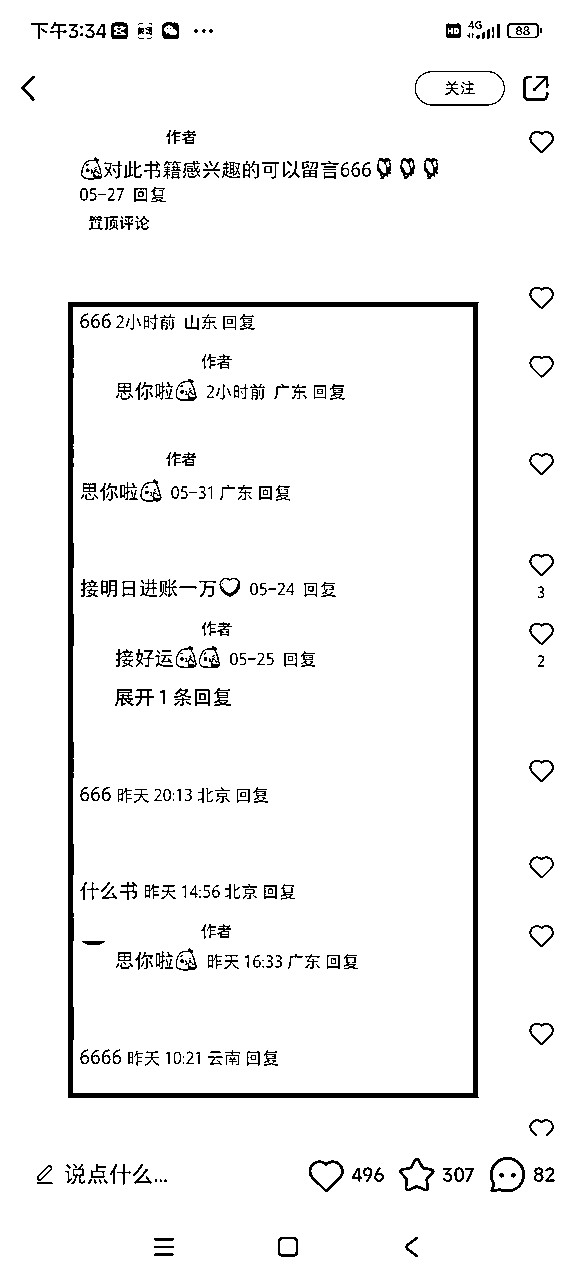 下午3:34 ... HD 4G 88
关注
作者
对此书籍感兴趣的可以留言666
05-27 回复
置顶评论
666 2小时前 山东 回复
作者
思你啦 2小时前 广东 回复
作者
思你啦 05-31 广东 回复
接明日进账一万 05-24 回复
3
作者
接好运 05-25 回复
2
展开 1 条回复
666 昨天 20:13 北京 回复
什么书 昨天 14:56 北京 回复
作者
思你啦 昨天 16:33 广东 回复
6666 昨天 10:21 云南 回复
说点什么... 496 307 82